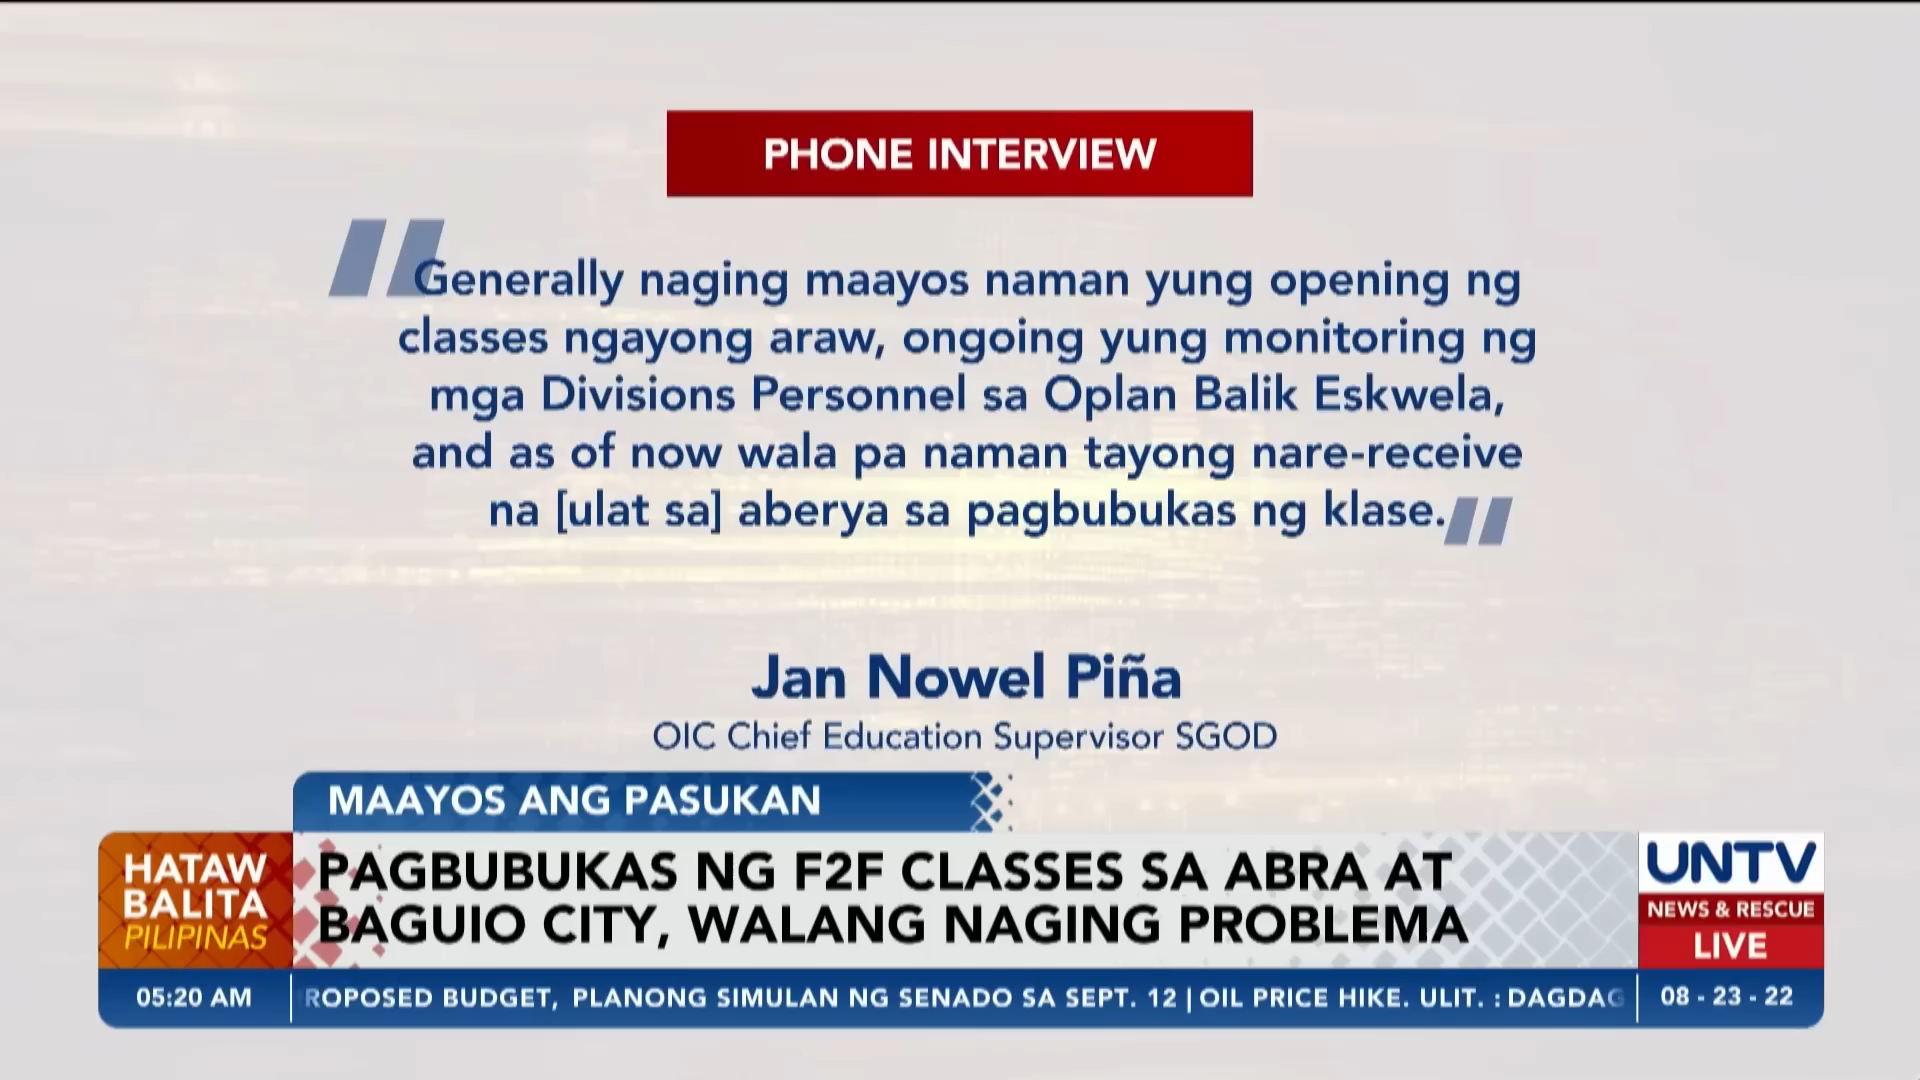 PHONE INTERVIEW
Generally naging maayos naman yung opening ng
classes ngayong araw, ongoing yung monitoring ng
mga Divisions Personnel sa Oplan Balik Eskwela,
and as of now wala pa naman tayong nare-receive
na [ulat sa] aberya sa pagbubukas ng klase.
Jan Nowel Piña
OIC Chief Education Supervisor SGOD
MAAYOS ANG PASUKAN
HATAW
BALITA
PILIPINAS
PAGBUBUKAS NG F2F CLASSES SA ABRA AT
BAGUIO CITY, WALANG NAGING PROBLEMA
UNTV
NEWS & RESCUE
LIVE
05:20 AM
ROPOSED BUDGET, PLANONG SIMULAN NG SENADO SA SEPT. 12 | OIL PRICE HIKE. ULIT. : DAGDAG
08 - 23 - 22